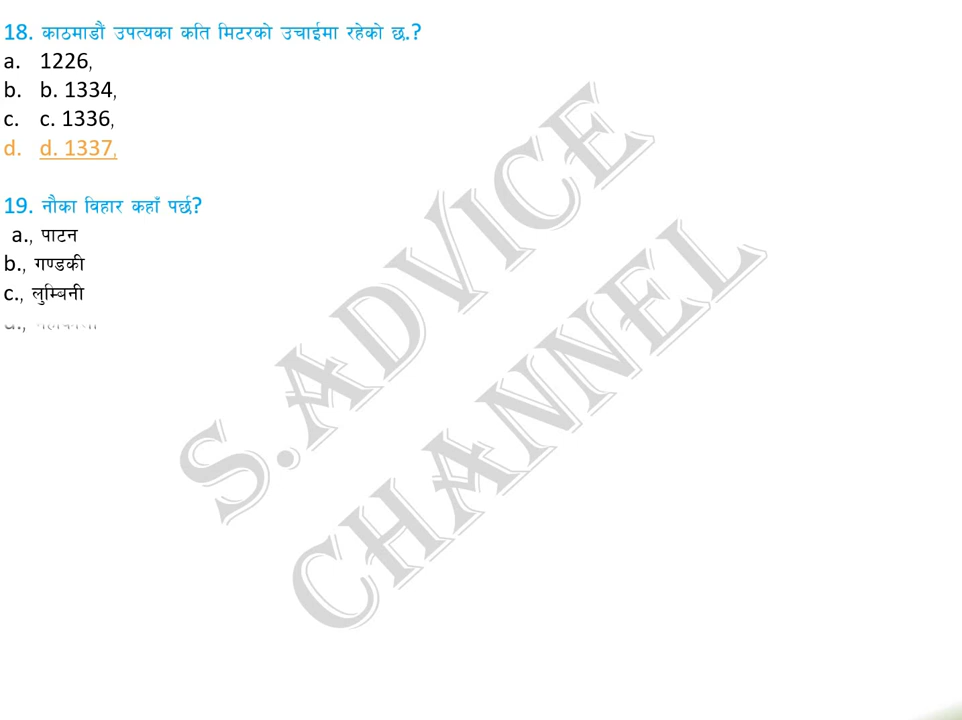 18. काठमाडौं उपत्यका कति मिटरको उचाईमा रहेको छ.?
a. 1226,
b. b. 1334,
c. c. 1336,
d. d. 1337,
19. नौका विहार कहाँ पर्छ?
a., पाटन
b., गण्डकी
c., लुम्बिनी
S.ADVICE
CHANNEL